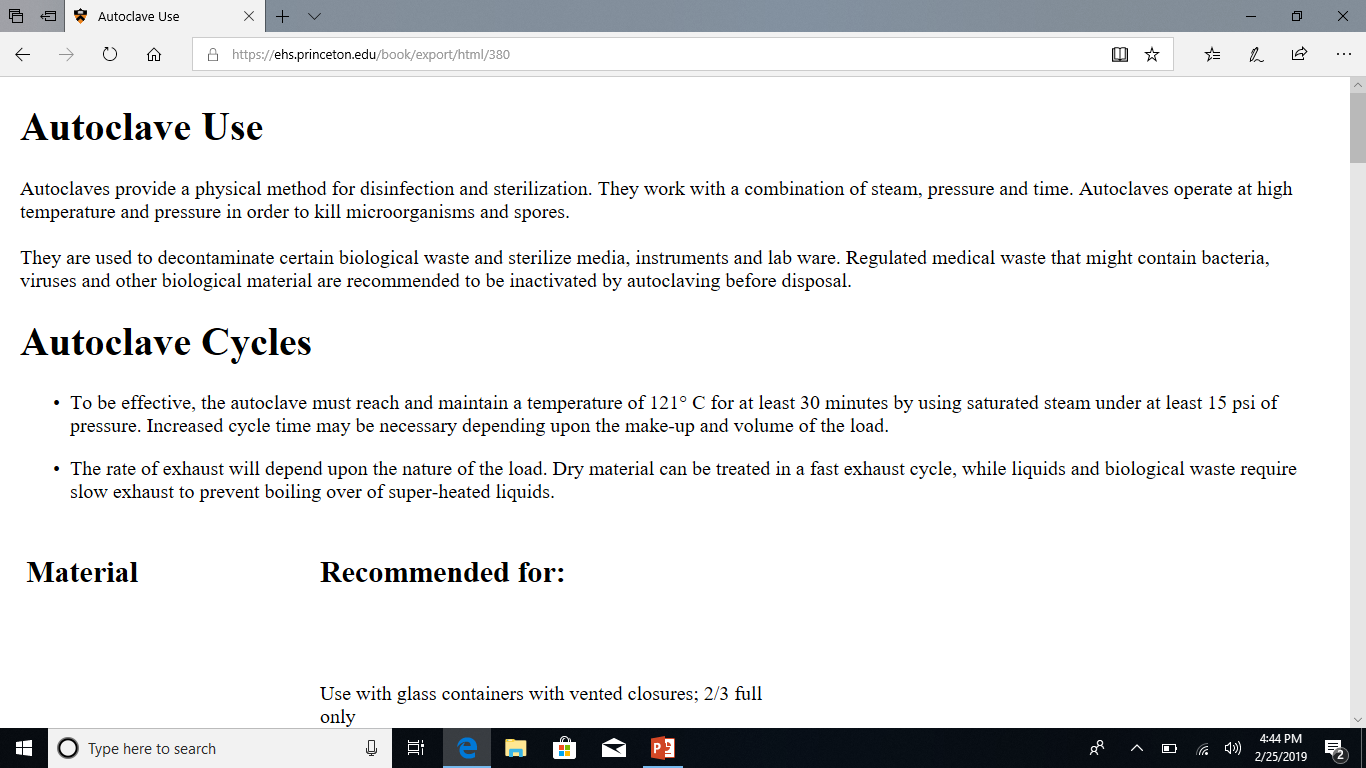 Autoclave Use
https://ehs.princeton.edu/book/export/html/380
Autoclave Use
Autoclaves provide a physical method for disinfection and sterilization. They work with a combination of steam, pressure and time. Autoclaves operate at high
temperature and pressure in order to kill microorganisms and spores.
They are used to decontaminate certain biological waste and sterilize media, instruments and lab ware. Regulated medical waste that might contain bacteria,
viruses and other biological material are recommended to be inactivated by autoclaving before disposal.
Autoclave Cycles
• To be effective, the autoclave must reach and maintain a temperature of 121° C for at least 30 minutes by using saturated steam under at least 15 psi of
pressure. Increased cycle time may be necessary depending upon the make-up and volume of the load.
• The rate of exhaust will depend upon the nature of the load. Dry material can be treated in a fast exhaust cycle, while liquids and biological waste require
slow exhaust to prevent boiling over of super-heated liquids.
Material Recommended for:
Use with glass containers with vented closures; 2/3 full
only
Type here to search
4:44 PM
2/25/2019
2